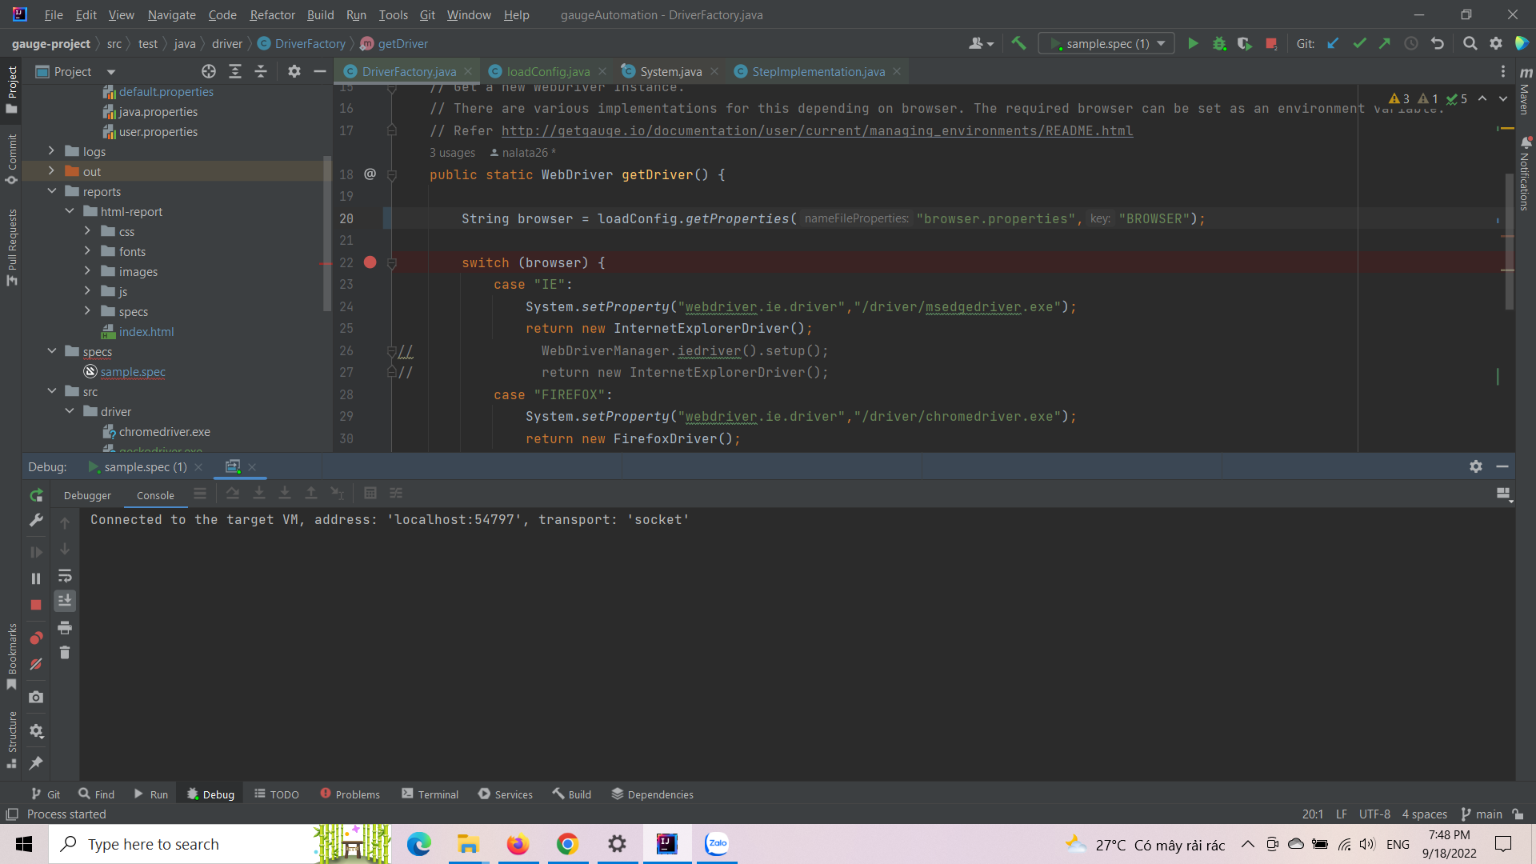 File Edit View Navigate Code Refactor Build Run Tools Git Window Help gaugeAutomation - DriverFactory.java
gauge-project src test java driver DriverFactory getDriver sample.spec (1) Git:
Project DriverFactory.java loadConfig.java System.java StepImplementation.java
default.properties
java.properties
user.properties
logs
out
reports
html-report
css
fonts
images
js
specs
index.html
specs
sample.spec
src
driver
chromedriver.exe
geckodriver.exe
3 1 5
15 // Get a new WebDriver Instance.
16 // There are various implementations for this depending on browser. The required browser can be set as an environment variable.
17 // Refer http://getgauge.io/documentation/user/current/managing_environments/README.html
3 usages nalata26 *
18 @ public static WebDriver getDriver() {
19
20 String browser = loadConfig.getProperties( nameFileProperties: "browser.properties", key: "BROWSER");
21
22 switch (browser) {
23 case "IE":
24 System.setProperty("webdriver.ie.driver","/driver/msedgedriver.exe");
25 return new InternetExplorerDriver();
26 // WebDriverManager.iedriver().setup();
27 // return new InternetExplorerDriver();
28 case "FIREFOX":
29 System.setProperty("webdriver.ie.driver","/driver/chromedriver.exe");
30 return new FirefoxDriver();
Project
Commit
Pull Requests
Bookmarks
Structure
Maven
Notifications
Debug: sample.spec (1)
Debugger Console
Connected to the target VM, address: 'localhost:54797', transport: 'socket'
Git Find Run Debug TODO Problems Terminal Services Build Dependencies
Process started 20:1 LF UTF-8 4 spaces main
Type here to search Zalo 27°C Có mây rải rác ENG 7:48 PM
9/18/2022